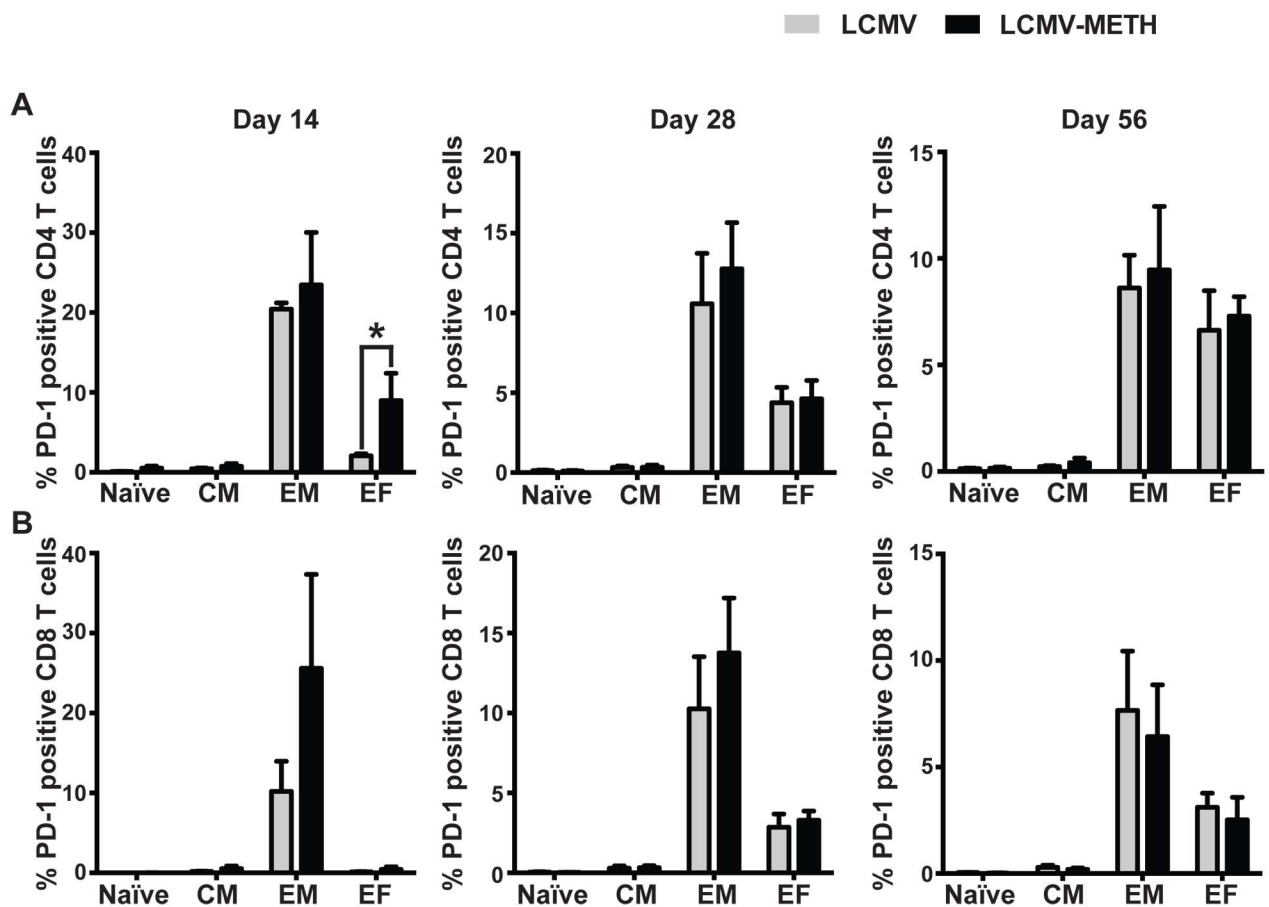 LCMV LCMV-METH
A
Day 14 Day 28 Day 56
% PD-1 positive CD4 T cells
40
30
20
10
0
*
Naïve CM EM EF
% PD-1 positive CD4 T cells
20
15
10
5
0
Naïve CM EM EF
% PD-1 positive CD4 T cells
15
10
5
0
Naïve CM EM EF
B
% PD-1 positive CD8 T cells
40
30
20
10
0
Naïve CM EM EF
% PD-1 positive CD8 T cells
20
15
10
5
0
Naïve CM EM EF
% PD-1 positive CD8 T cells
15
10
5
0
Naïve CM EM EF